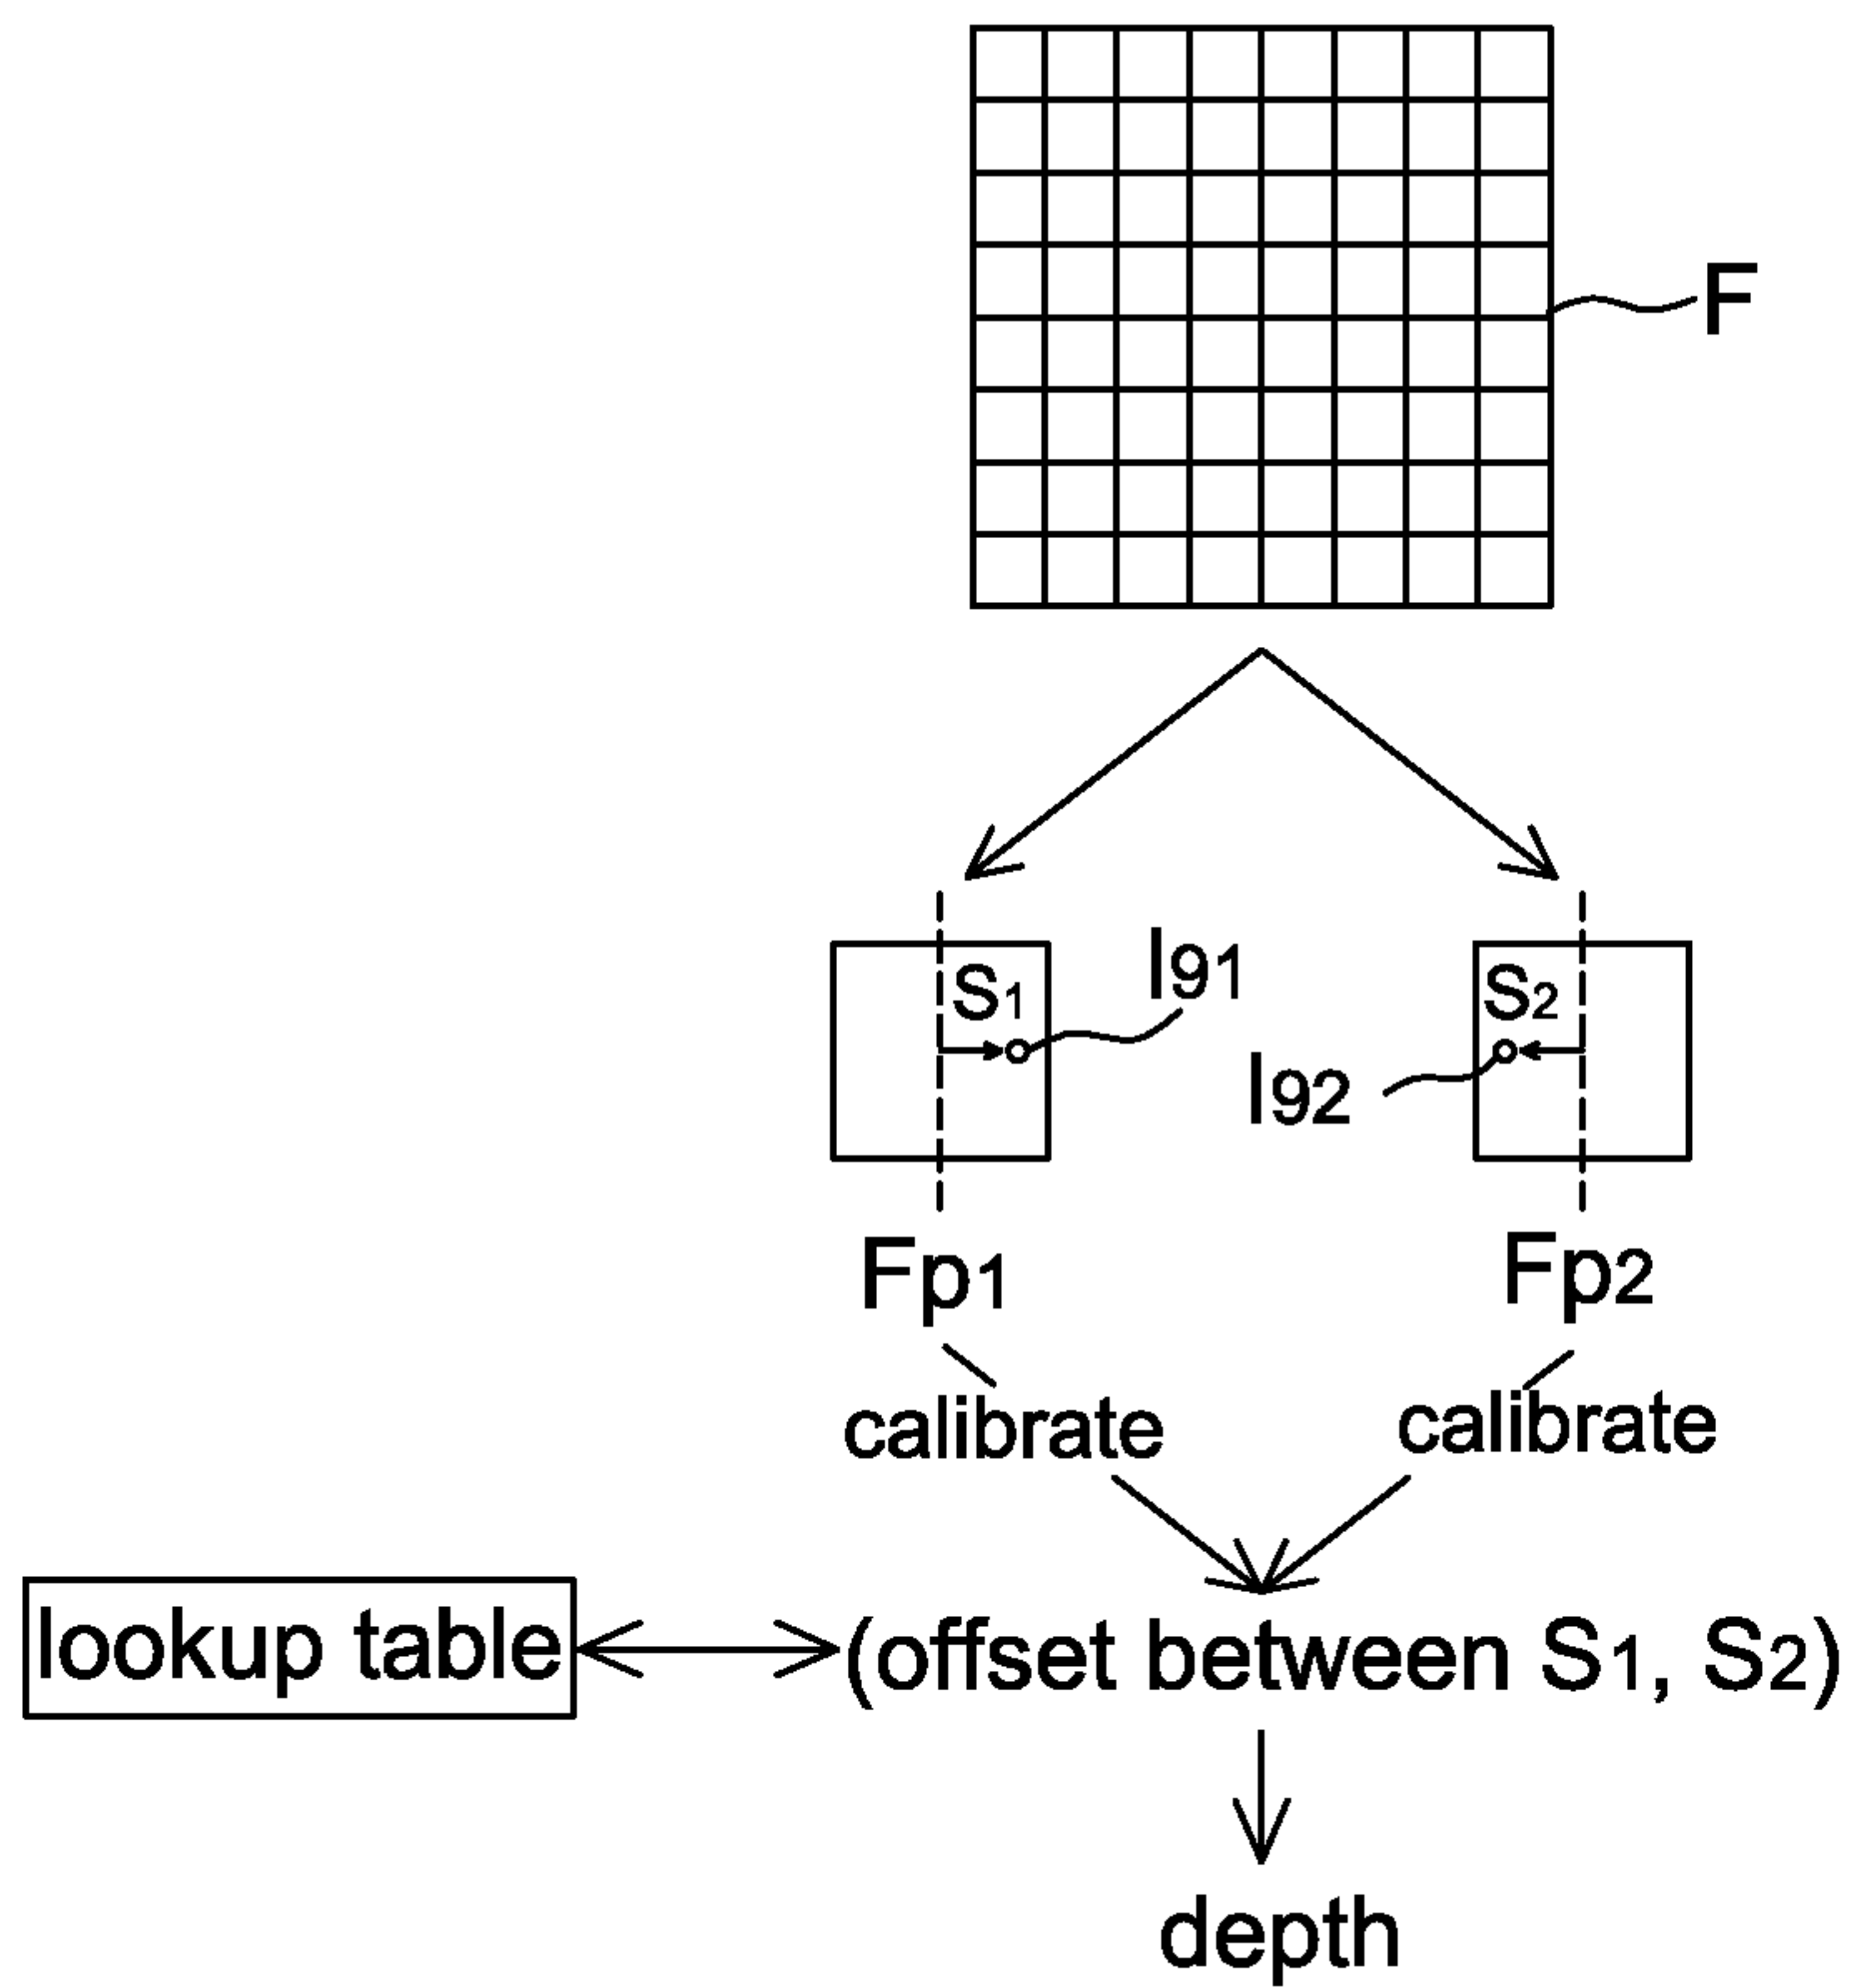 F
S1
I91
S2
I92
Fp1
Fp2
calibrate
calibrate
lookup table
(offset between S1, S2)
depth